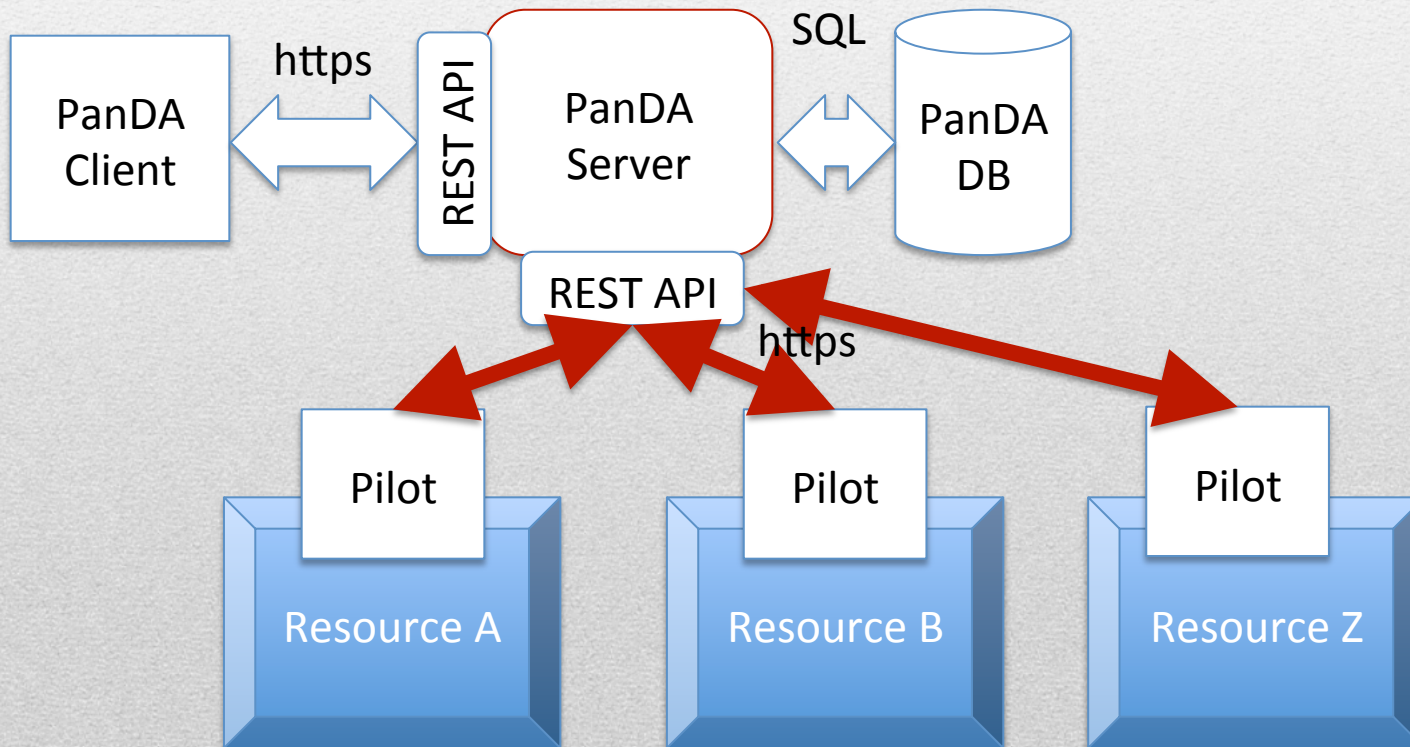 SQL
https
PanDA
Client
REST API
PanDA
Server
PanDA
DB
REST API
https
Pilot
Pilot
Pilot
Resource A
Resource B
Resource Z